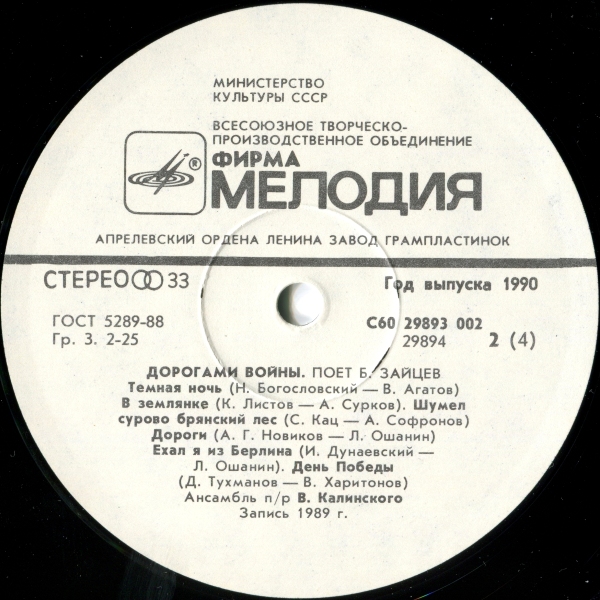 МИНИСТЕРСТВО
КУЛЬТУРЫ СССР
ВСЕСОЮЗНОЕ ТВОРЧЕСКО-
ПРОИЗВОДСТВЕННОЕ ОБЪЕДИНЕНИЕ
ФИРМА
® МЕЛОДИЯ
АПРЕЛЕВСКИЙ ОРДЕНА ЛЕНИНА ЗАВОД ГРАМПЛАСТИНОК
СТЕРЕО 33 Год выпуска 1990
ГОСТ 5289-88 С60 29893 002
Гр. 3. 2-25 29894 2 (4)
ДОРОГАМИ ВОЙНЫ. ПОЕТ Б. ЗАЙЦЕВ
Темная ночь (Н. Богословский — В. Агатов)
В землянке (К. Листов — А. Сурков). Шумел
сурово брянский лес (С. Кац — А. Софронов)
Дороги (А. Г. Новиков — Л. Ошанин)
Ехал я из Берлина (И. Дунаевский —
Л. Ошанин). День Победы
(Д. Тухманов — В. Харитонов)
Ансамбль п/р В. Калинского
Запись 1989 г.